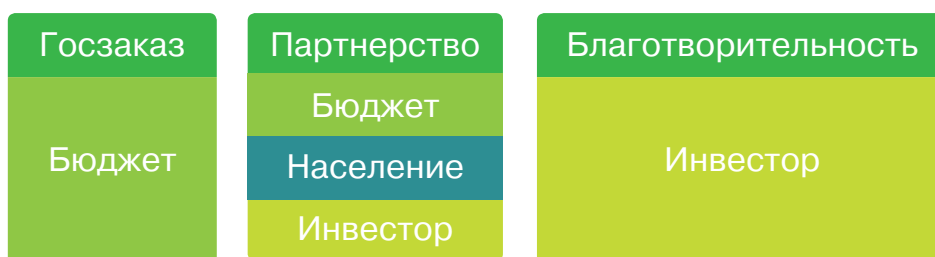 Госзаказ
Бюджет
Партнерство
Бюджет
Население
Инвестор
Благотворительность
Инвестор